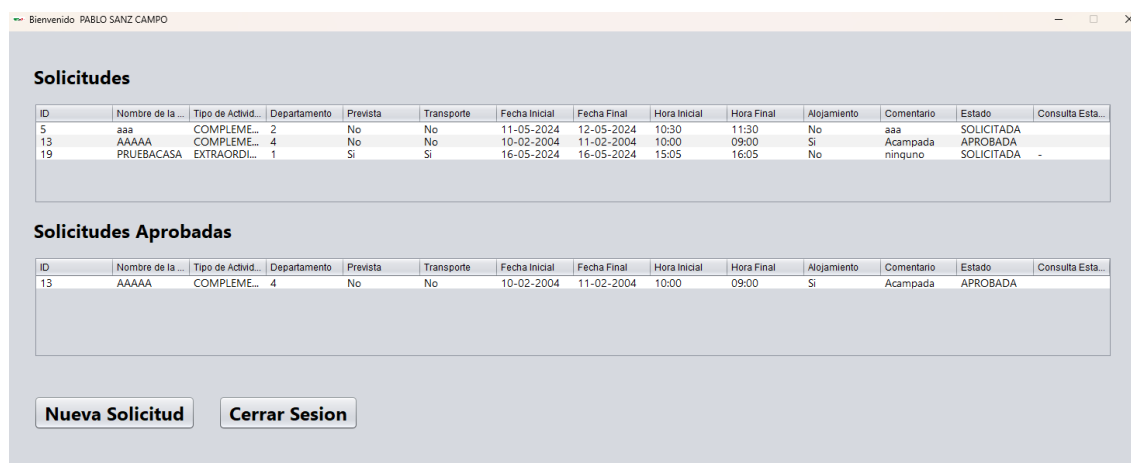 Bienvenido PABLO SANZ CAMPO
Solicitudes
ID Nombre de la ... Tipo de Activid... Departamento Prevista Transporte Fecha Inicial Fecha Final Hora Inicial Hora Final Alojamiento Comentario Estado Consulta Esta...
5 aaa COMPLEME... 2 No No 11-05-2024 12-05-2024 10:30 11:30 No aaa SOLICITADA
13 AAAAA COMPLEME... 4 No No 10-02-2004 11-02-2004 10:00 09:00 Si Acampada APROBADA
19 PRUEBACASA EXTRAORDI... 1 Si Si 16-05-2024 16-05-2024 15:05 16:05 No ninguno SOLICITADA -
Solicitudes Aprobadas
ID Nombre de la ... Tipo de Activid... Departamento Prevista Transporte Fecha Inicial Fecha Final Hora Inicial Hora Final Alojamiento Comentario Estado Consulta Esta...
13 AAAAA COMPLEME... 4 No No 10-02-2004 11-02-2004 10:00 09:00 Si Acampada APROBADA
Nueva Solicitud Cerrar Sesion